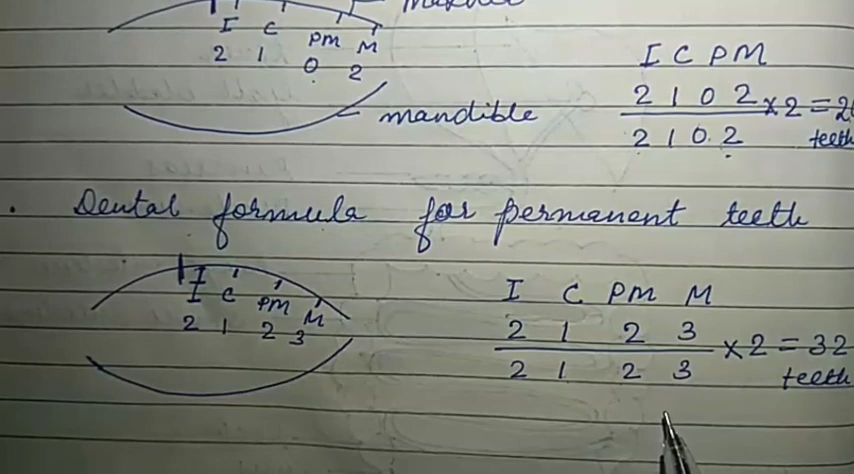 I C PM M
2 1 0 2
mandible
I C P M
2 1 0 2 ×2 = 2
2 1 0. 2 teeth
. Dental formula for permanent teeth
I
I C PM M
2 1 2 3
I C PM M
2 1 2 3 ×2 = 32
2 1 2 3 teeth